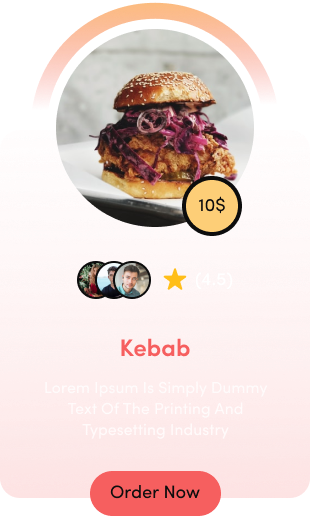 10$
(4.5)
Kebab
Lorem Ipsum Is Simply Dummy
Text Of The Printing And
Typesetting Industry
Order Now